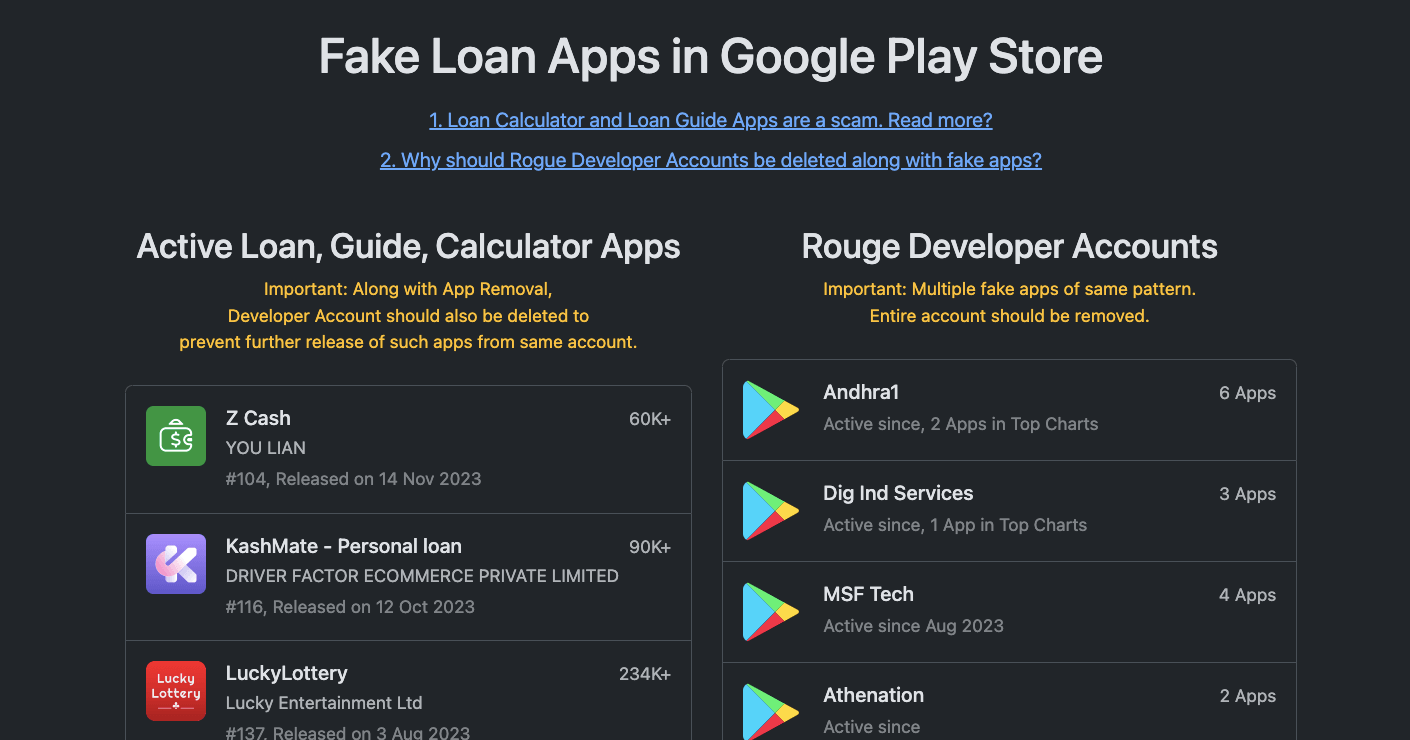 Fake Loan Apps in Google Play Store
1. Loan Calculator and Loan Guide Apps are a scam. Read more?
2. Why should Rogue Developer Accounts be deleted along with fake apps?
Active Loan, Guide, Calculator Apps
Important: Along with App Removal,
Developer Account should also be deleted to
prevent further release of such apps from same account.
Z Cash 60K+
YOU LIAN
#104, Released on 14 Nov 2023
KashMate - Personal loan 90K+
DRIVER FACTOR ECOMMERCE PRIVATE LIMITED
#116, Released on 12 Oct 2023
Lucky
Lottery
LuckyLottery 234K+
Lucky Entertainment Ltd
#137, Released on 3 Aug 2023
Rouge Developer Accounts
Important: Multiple fake apps of same pattern.
Entire account should be removed.
Andhra1 6 Apps
Active since, 2 Apps in Top Charts
Dig Ind Services 3 Apps
Active since, 1 App in Top Charts
MSF Tech 4 Apps
Active since Aug 2023
Athenation 2 Apps
Active since